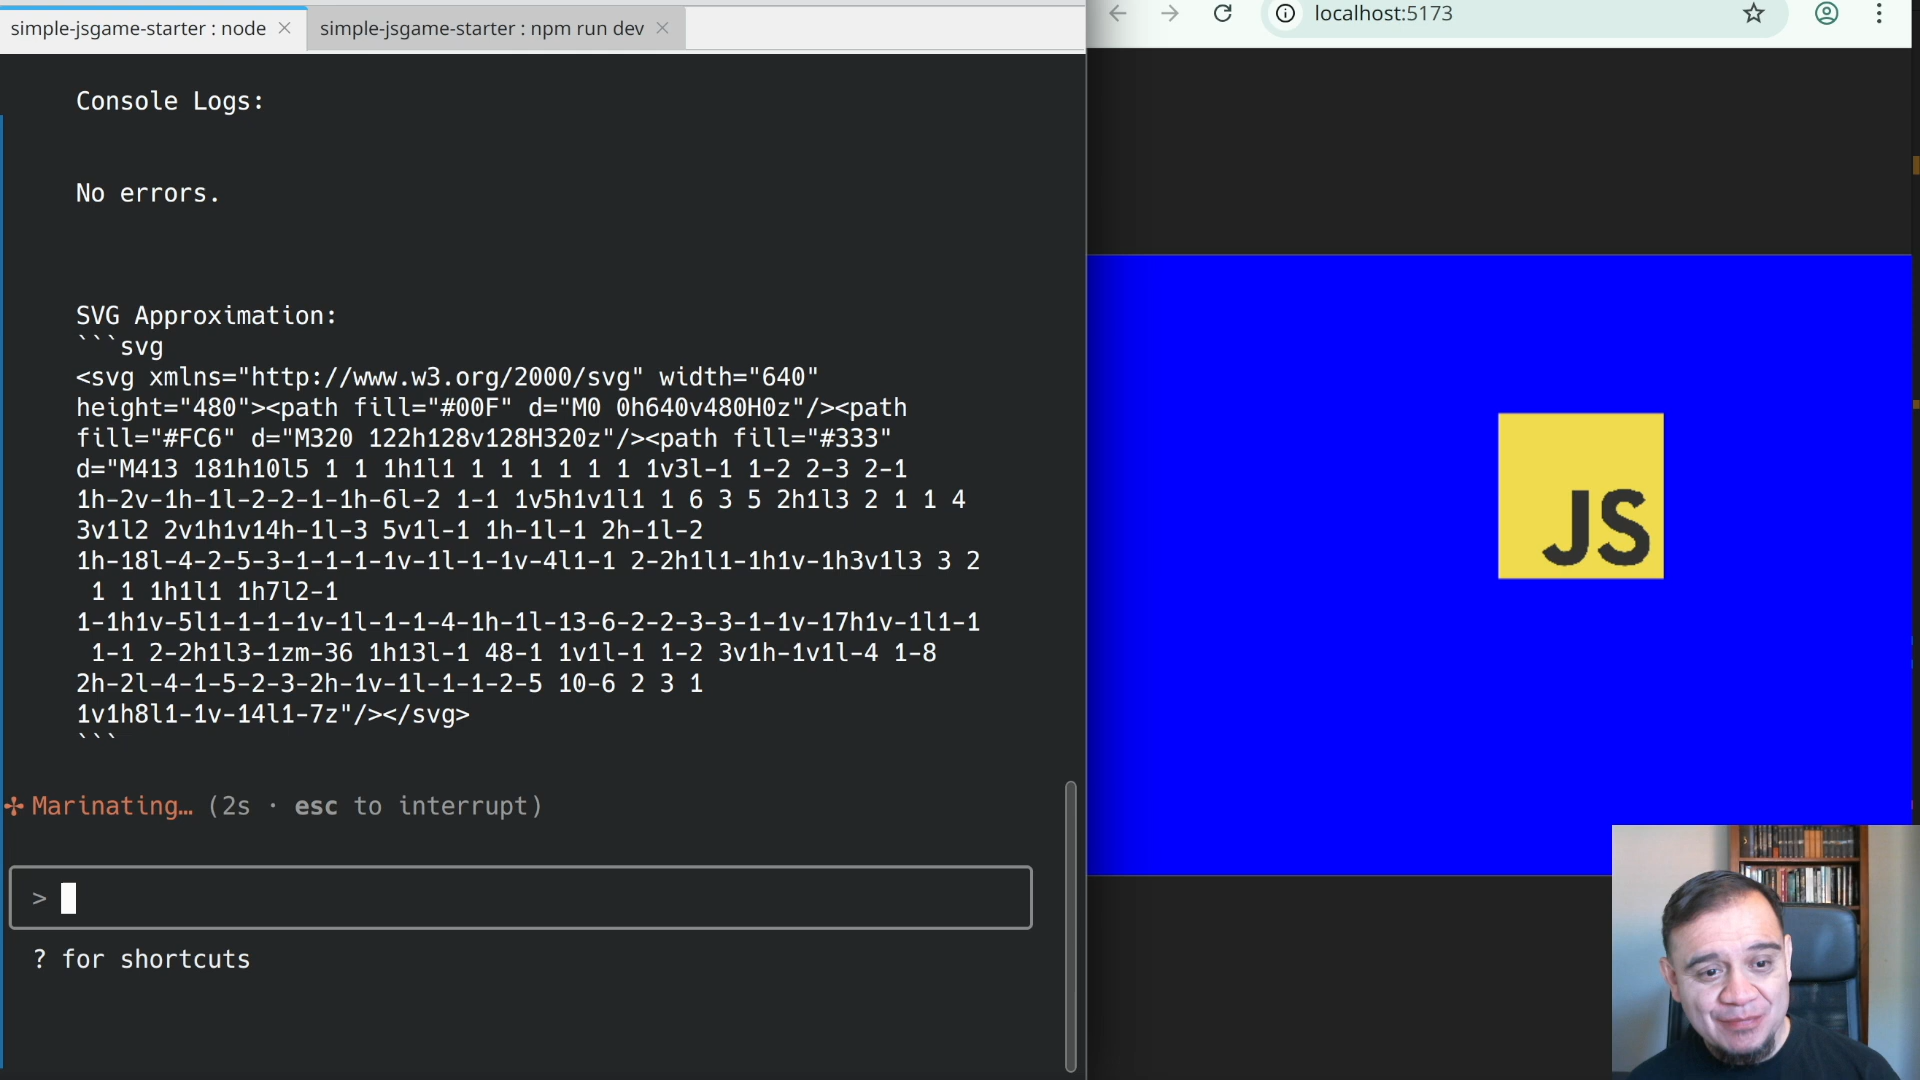 simple-jsgame-starter : node
simple-jsgame-starter : npm run dev
localhost:5173
Console Logs:
No errors.
SVG Approximation:
```svg
<svg xmlns="http://www.w3.org/2000/svg" width="640"
height="480"><path fill="#00F" d="M0 0h640v480H0z"/><path
fill="#FC6" d="M320 122h128v128H320z"/><path fill="#333"
d="M413 181h10l5 1 1 1h1l1 1 1 1 1 1 1 1v3l-1 1-2 2-3 2-1
1h-2v-1h-1l-2-2-1-1h-6l-2 1-1 1v5h1v1l1 1 6 3 5 2h1l3 2 1 1 4
3v1l2 2v1h1v14h-1l-3 5v1l-1 1h-1l-1 2h-1l-2
1h-18l-4-2-5-3-1-1-1-1v-1l-1-1v-4l1-1 2-2h1l1-1h1v-1h3v1l3 3 2
1 1 1h1l1 1h7l2-1
1-1h1v-5l1-1-1-1v-1l-1-1-4-1h-1l-13-6-2-2-3-3-1-1v-17h1v-1l1-1
1-1 2-2h1l3-1zm-36 1h13l-1 48-1 1v1l-1 1-2 3v1h-1v1l-4 1-8
2h-2l-4-1-5-2-3-2h-1v-1l-1-1-2-5 10-6 2 3 1
1v1h8l1-1v-14l1-7z"/></svg>
```
Marinating… (2s · esc to interrupt)
>
? for shortcuts
JS